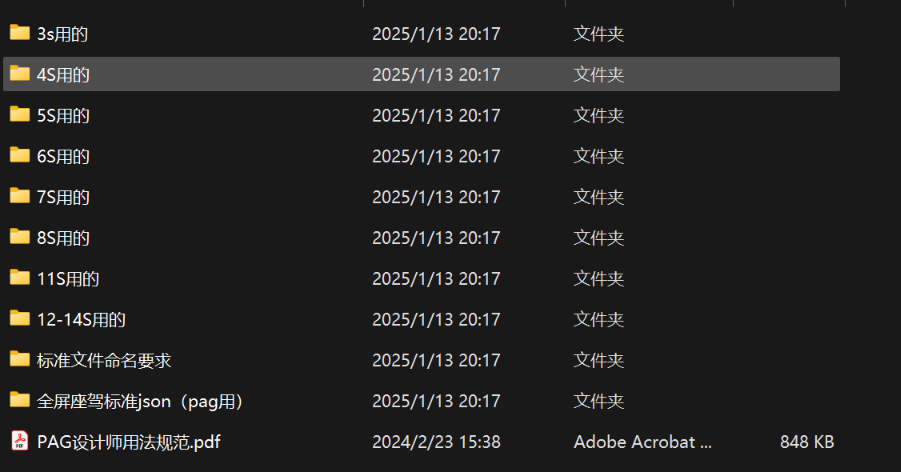 3s用的 2025/1/13 20:17 文件夹
4S用的 2025/1/13 20:17 文件夹
5S用的 2025/1/13 20:17 文件夹
6S用的 2025/1/13 20:17 文件夹
7S用的 2025/1/13 20:17 文件夹
8S用的 2025/1/13 20:17 文件夹
11S用的 2025/1/13 20:17 文件夹
12-14S用的 2025/1/13 20:17 文件夹
标准文件命名要求 2025/1/13 20:17 文件夹
全屏座驾标准json（pag用） 2025/1/13 20:17 文件夹
PAG设计师用法规范.pdf 2024/2/23 15:38 Adobe Acrobat ... 848 KB